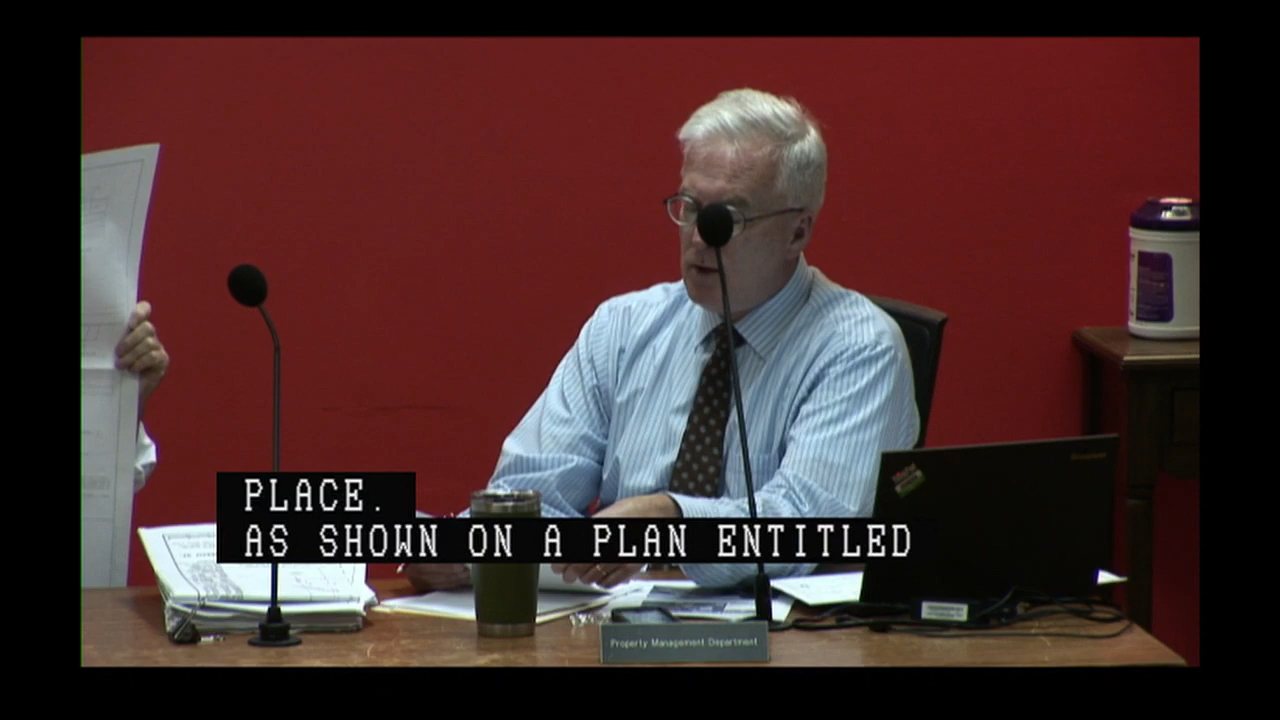 PLACE.
AS SHOWN ON A PLAN ENTITLED
Property Management Department